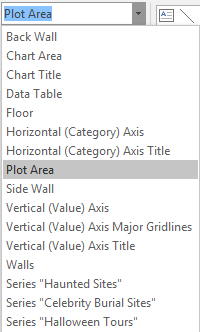 Plot Area
Back Wall
Chart Area
Chart Title
Data Table
Floor
Horizontal (Category) Axis
Horizontal (Category) Axis Title
Plot Area
Side Wall
Vertical (Value) Axis
Vertical (Value) Axis Major Gridlines
Vertical (Value) Axis Title
Walls
Series "Haunted Sites"
Series "Celebrity Burial Sites"
Series "Halloween Tours"